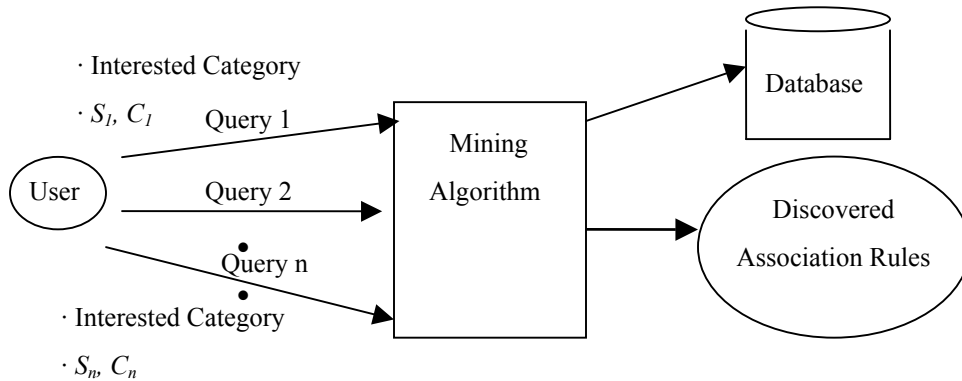 · Interested Category
· S₁, C₁
Query 1
User
Query 2
Query n
· Interested Category
· Sₙ, Cₙ
Mining
Algorithm
Database
Discovered
Association Rules